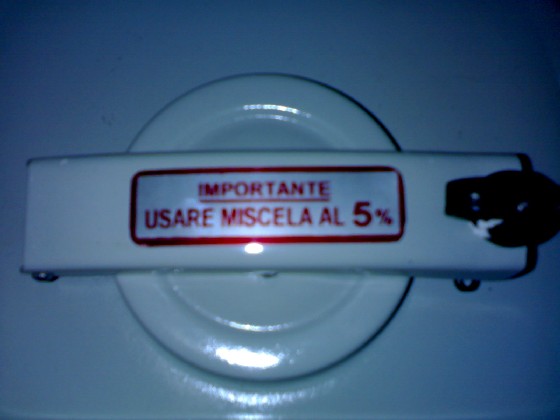 IMPORTANTE
USARE MISCELA AL 5%